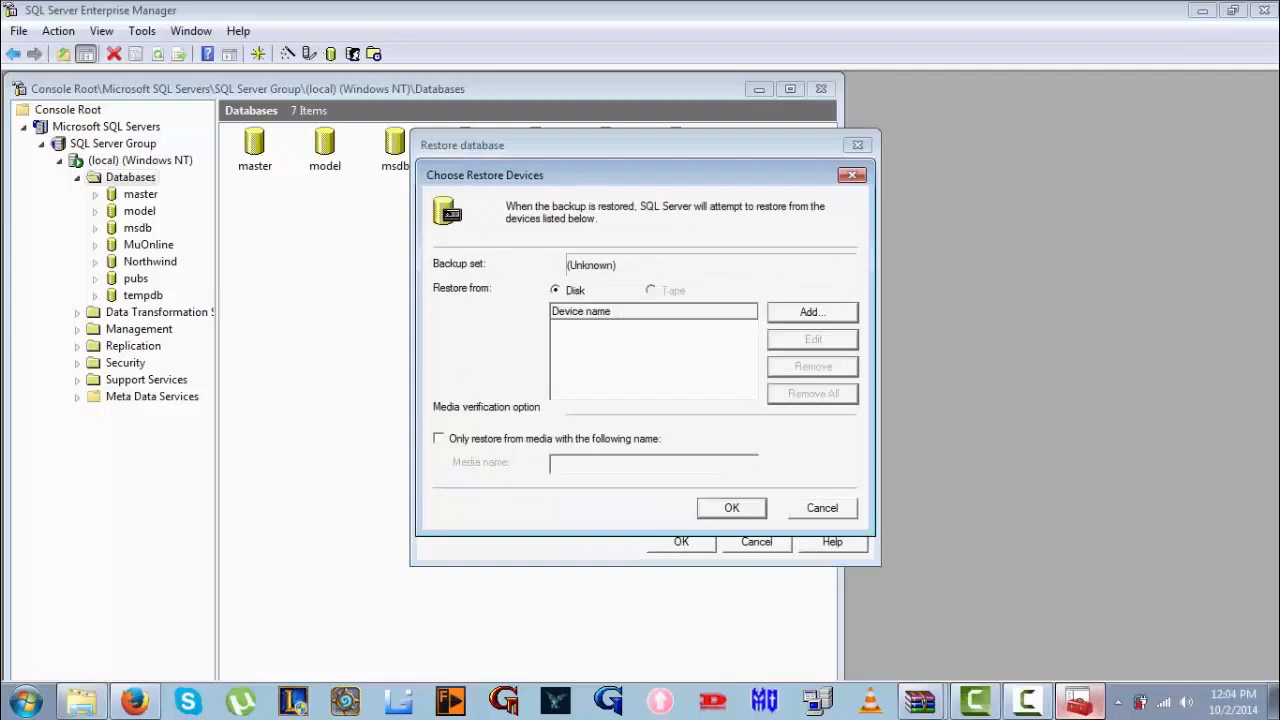 SQL Server Enterprise Manager
File Action View Tools Window Help
Console Root\Microsoft SQL Servers\SQL Server Group\(local) (Windows NT)\Databases
Console Root
Microsoft SQL Servers
SQL Server Group
(local) (Windows NT)
Databases
master
model
msdb
MuOnline
Northwind
pubs
tempdb
Data Transformation S
Management
Replication
Security
Support Services
Meta Data Services
Databases 7 Items
master model msdb
Restore database
Choose Restore Devices
When the backup is restored, SQL Server will attempt to restore from the
devices listed below.
Backup set: (Unknown)
Restore from: Disk Tape
Device name
Add...
Edit
Remove
Remove All
Media verification option
Only restore from media with the following name:
Media name:
OK Cancel
OK Cancel Help
12:04 PM
10/2/2014